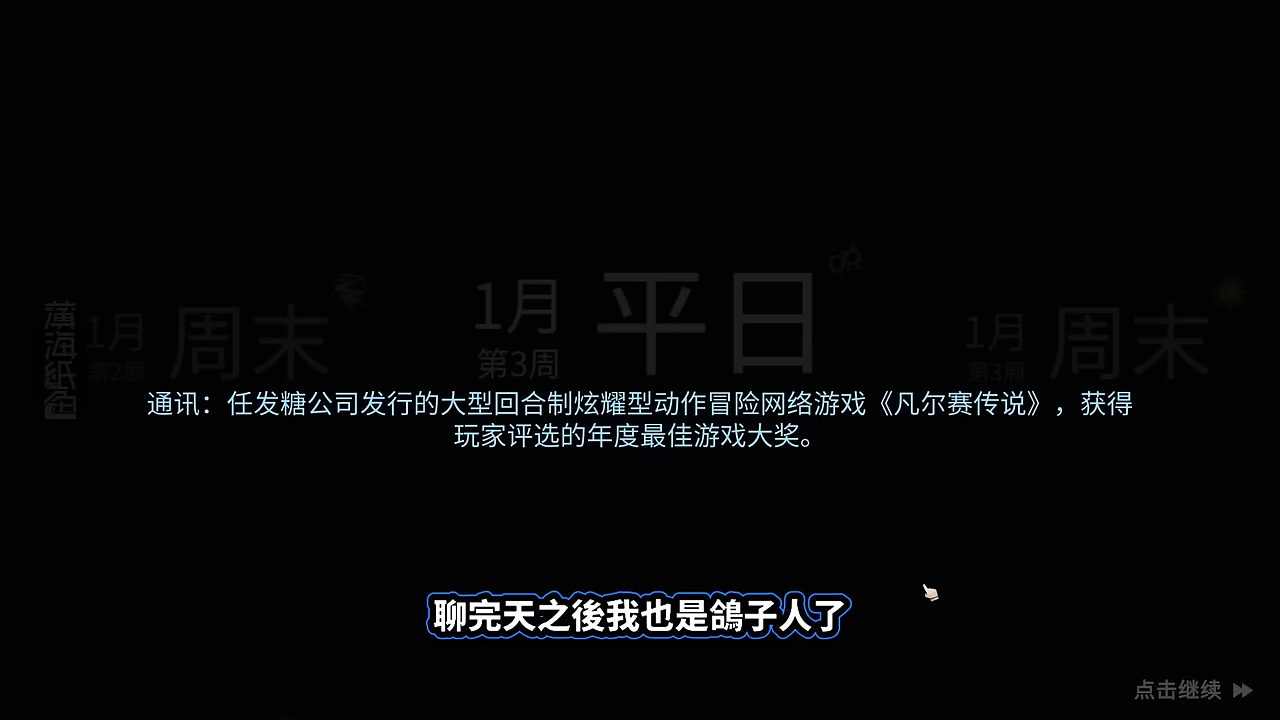 1月
第2周
周末
1月
第3周
平日
1月
第3周
周末
通讯：任发糖公司发行的大型回合制炫耀型动作冒险网络游戏《凡尔赛传说》，获得
玩家评选的年度最佳游戏大奖。
聊完天之後我也是鴿子人了
点击继续